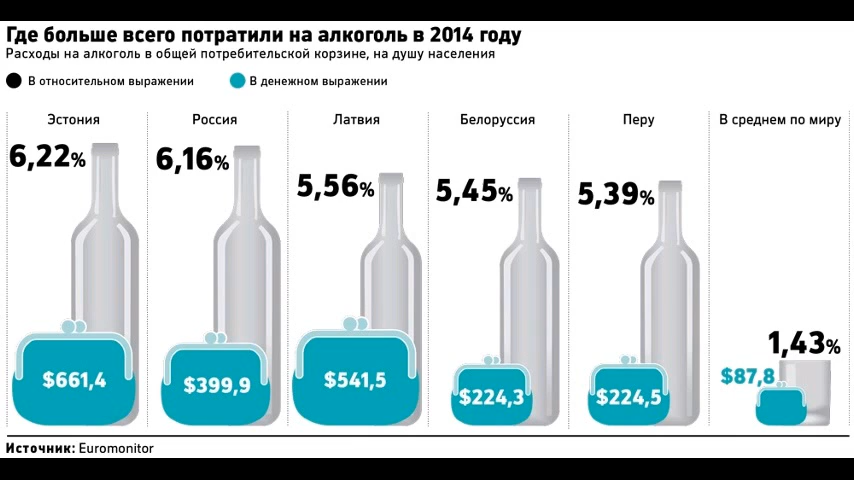 Где больше всего потратили на алкоголь в 2014 году
Расходы на алкоголь в общей потребительской корзине, на душу населения
В относительном выражении В денежном выражении
Эстония Россия Латвия Белоруссия Перу В среднем по миру
6,22% 6,16% 5,56% 5,45% 5,39% 1,43%
$661,4 $399,9 $541,5 $224,3 $224,5 $87,8
Источник: Euromonitor